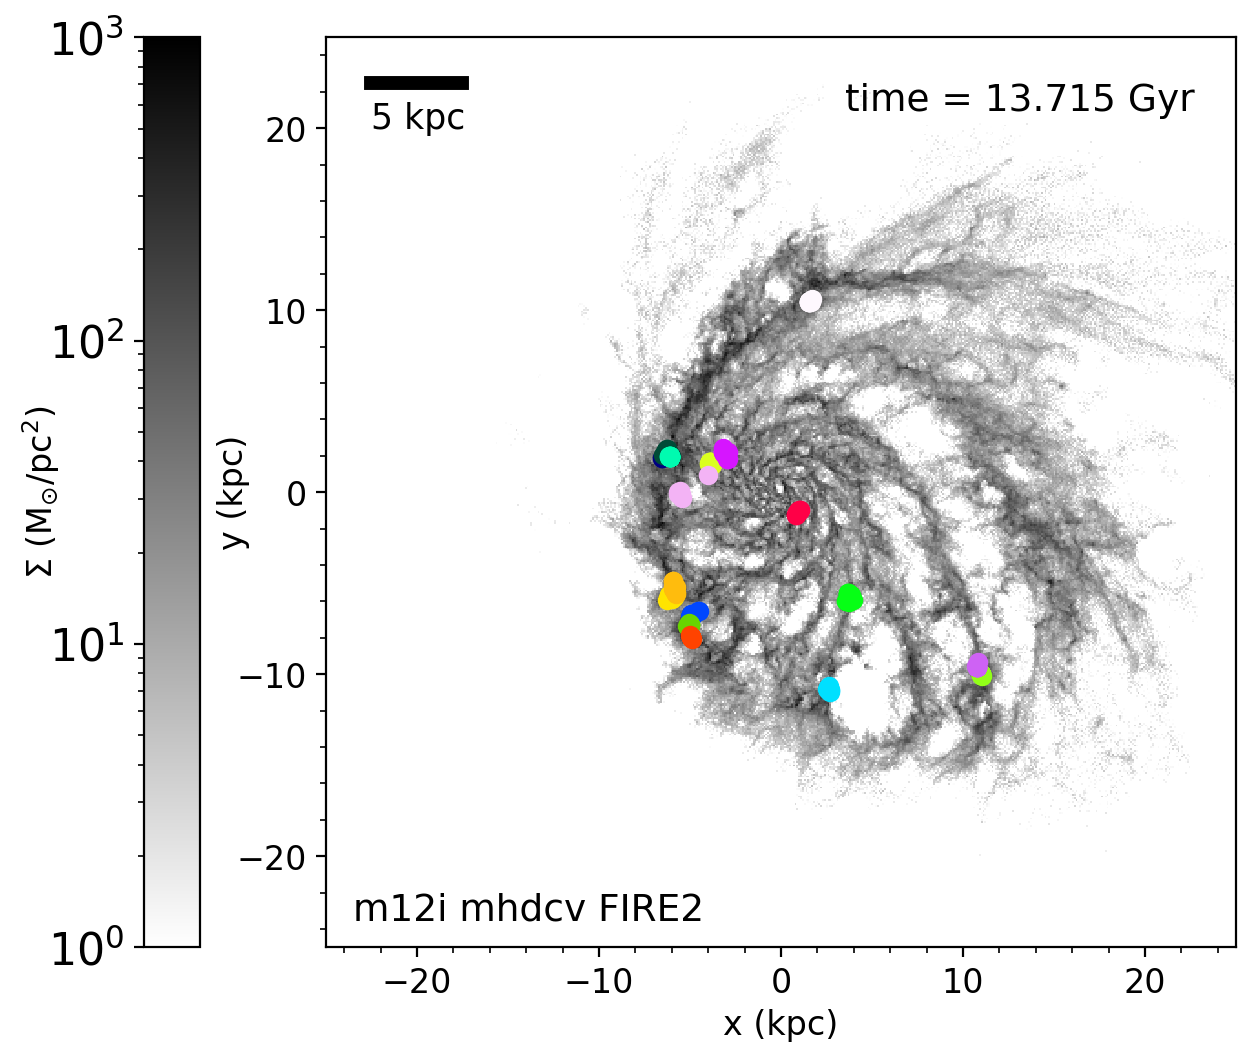 10³
10²
10¹
10⁰
Σ (M⊙/pc²)
y (kpc)
20
10
0
−10
−20
5 kpc
time = 13.715 Gyr
m12i mhdcv FIRE2
−20 −10 0 10 20
x (kpc)